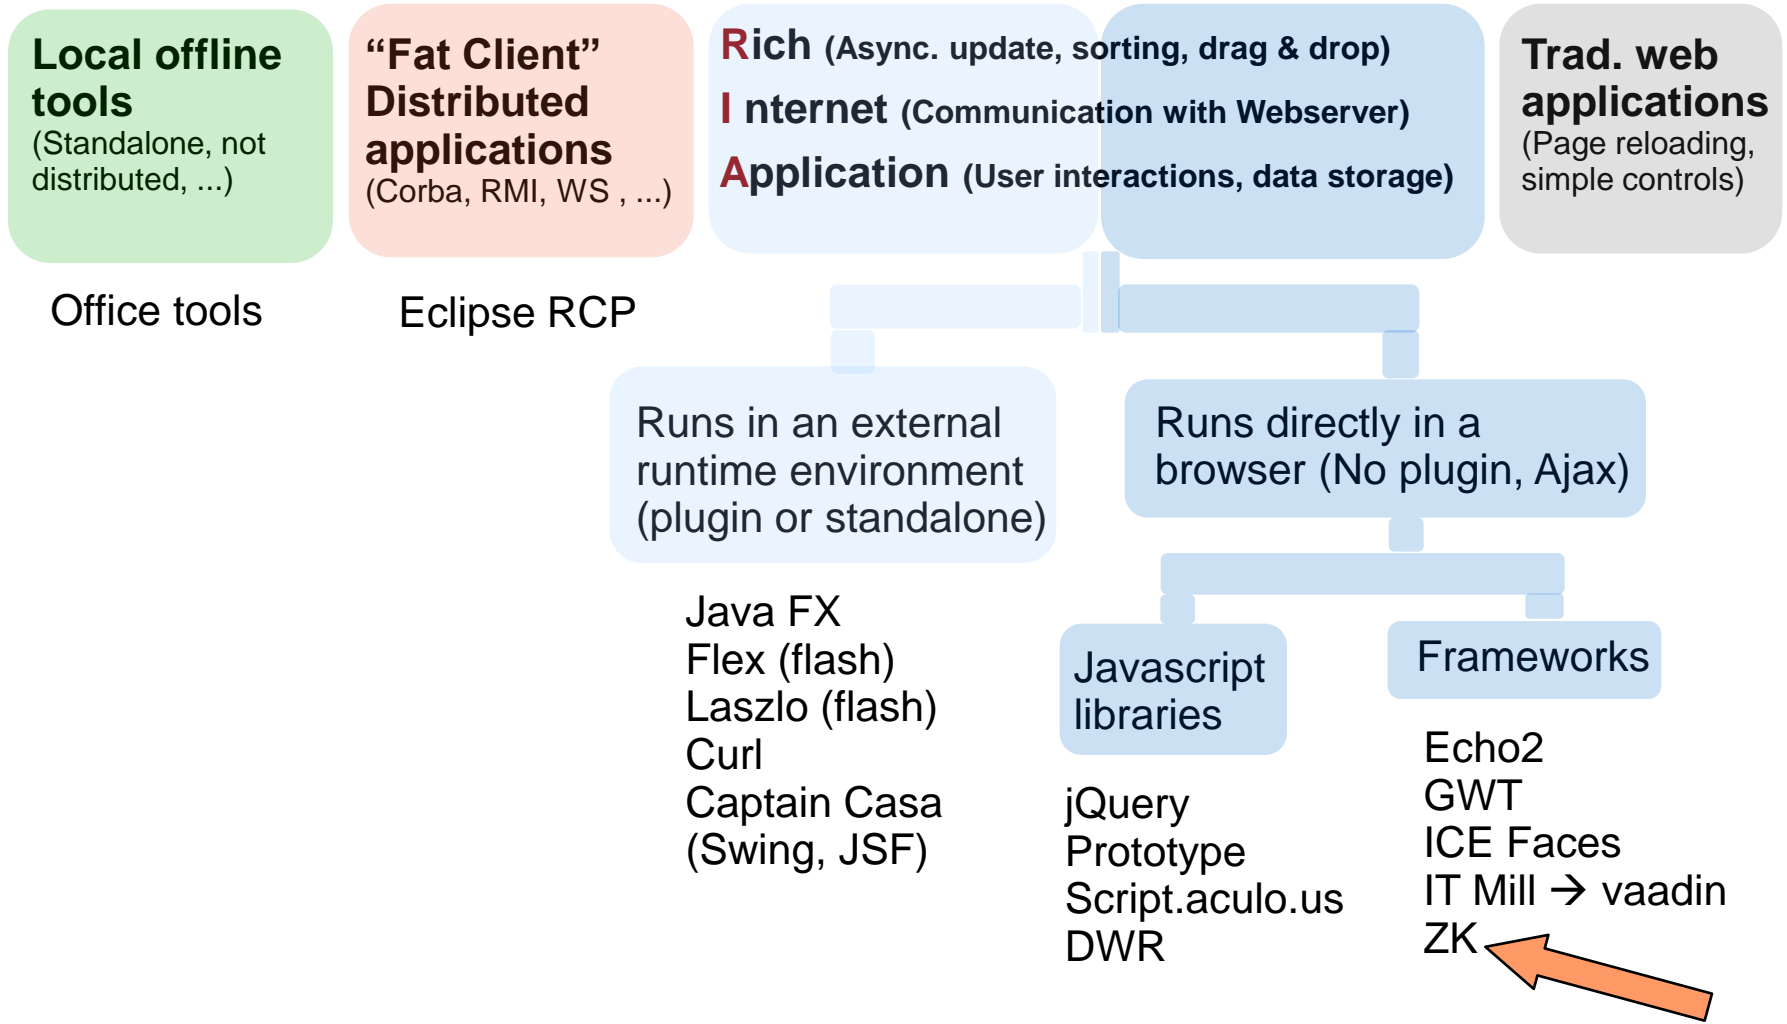 Local offline
tools
(Standalone, not
distributed, ...)
“Fat Client”
Distributed
applications
(Corba, RMI, WS , ...)
Rich (Async. update, sorting, drag & drop)
I nternet (Communication with Webserver)
Application (User interactions, data storage)
Trad. web
applications
(Page reloading,
simple controls)
Office tools
Eclipse RCP
Runs in an external
runtime environment
(plugin or standalone)
Java FX
Flex (flash)
Laszlo (flash)
Curl
Captain Casa
(Swing, JSF)
Runs directly in a
browser (No plugin, Ajax)
Javascript
libraries
jQuery
Prototype
Script.aculo.us
DWR
Frameworks
Echo2
GWT
ICE Faces
IT Mill → vaadin
ZK